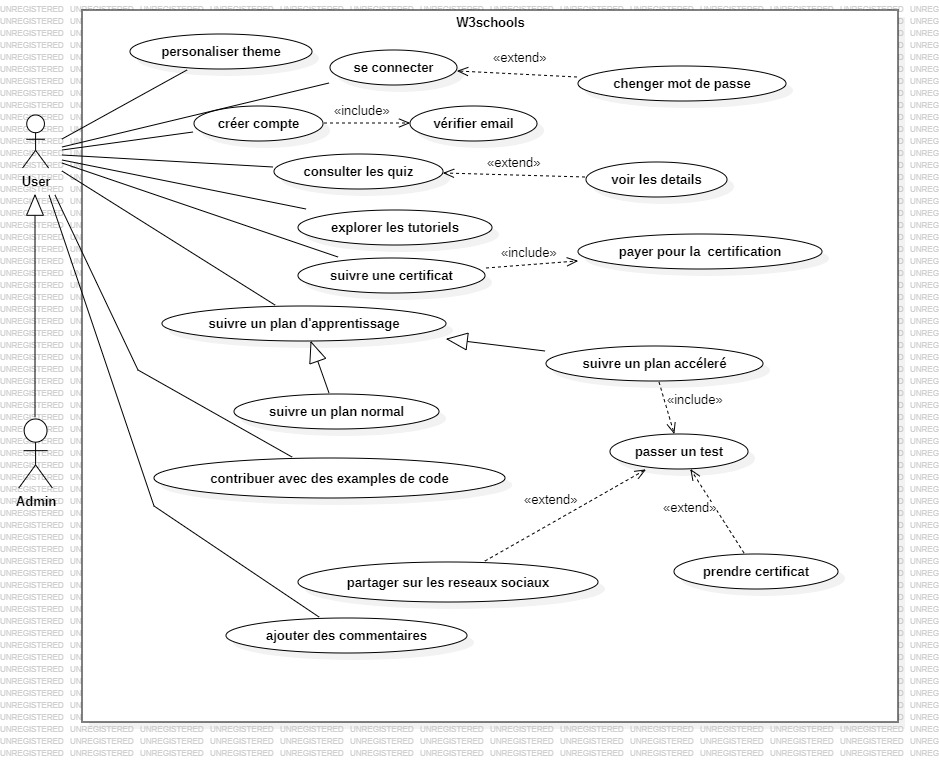 W3schools
personaliser theme
se connecter
«extend»
chenger mot de passe
créer compte
«include»
vérifier email
User
consulter les quiz
«extend»
voir les details
explorer les tutoriels
suivre une certificat
«include»
payer pour la certification
suivre un plan d'apprentissage
suivre un plan accéleré
«include»
suivre un plan normal
passer un test
contribuer avec des examples de code
Admin
«extend»
«extend»
prendre certificat
partager sur les reseaux sociaux
ajouter des commentaires
UNREGISTERED